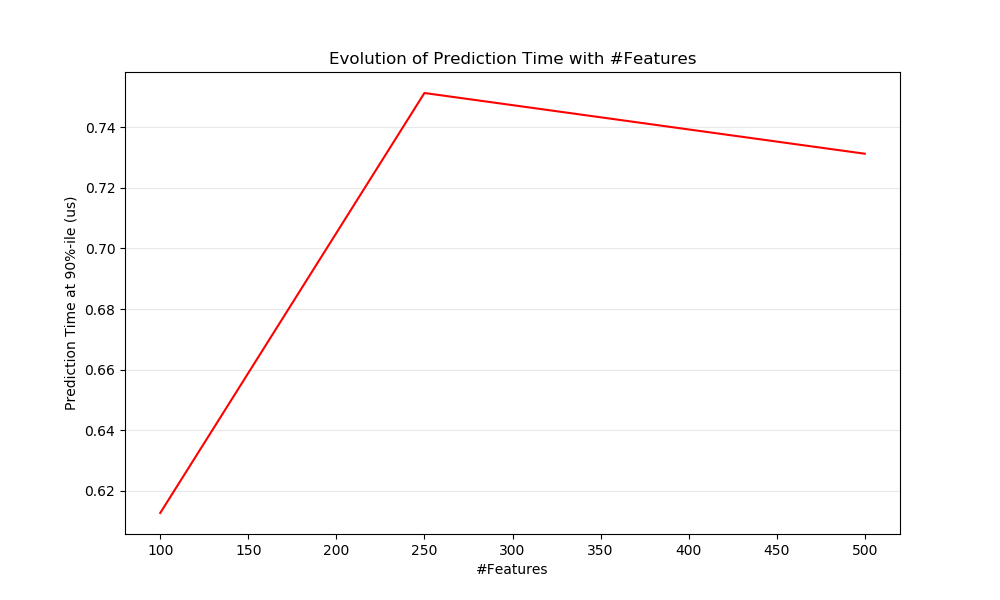 Evolution of Prediction Time with #Features
Prediction Time at 90%-ile (us)
0.74
0.72
0.70
0.68
0.66
0.64
0.62
100 150 200 250 300 350 400 450 500
#Features